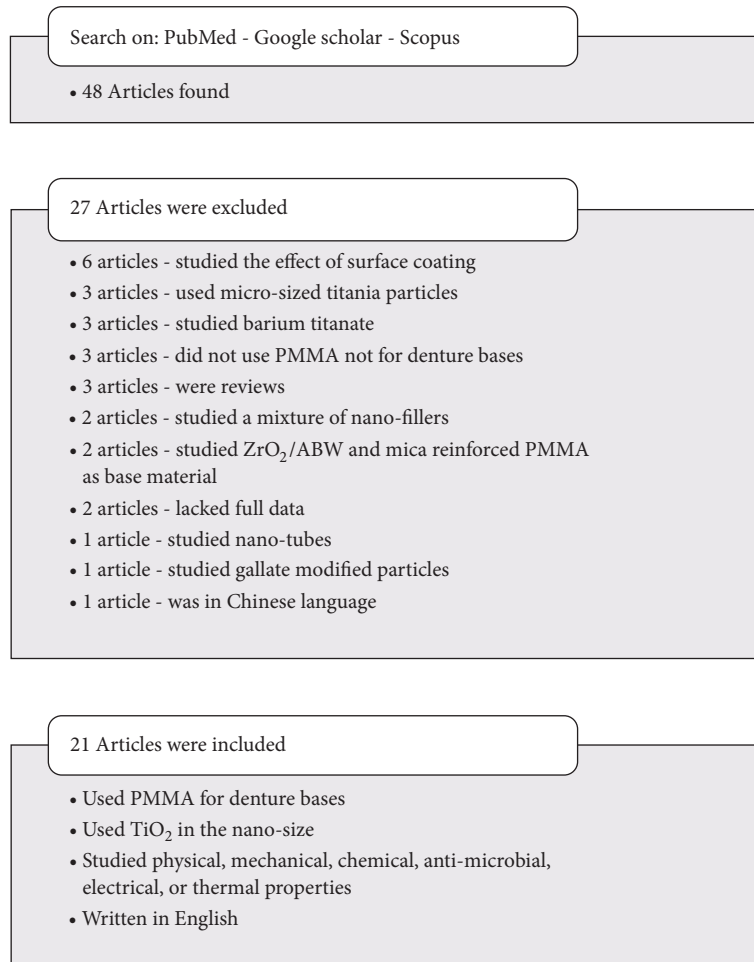 Search on: PubMed - Google scholar - Scopus
• 48 Articles found
27 Articles were excluded
• 6 articles - studied the effect of surface coating
• 3 articles - used micro-sized titania particles
• 3 articles - studied barium titanate
• 3 articles - did not use PMMA not for denture bases
• 3 articles - were reviews
• 2 articles - studied a mixture of nano-fillers
• 2 articles - studied ZrO₂/ABW and mica reinforced PMMA
as base material
• 2 articles - lacked full data
• 1 article - studied nano-tubes
• 1 article - studied gallate modified particles
• 1 article - was in Chinese language
21 Articles were included
• Used PMMA for denture bases
• Used TiO₂ in the nano-size
• Studied physical, mechanical, chemical, anti-microbial,
electrical, or thermal properties
• Written in English